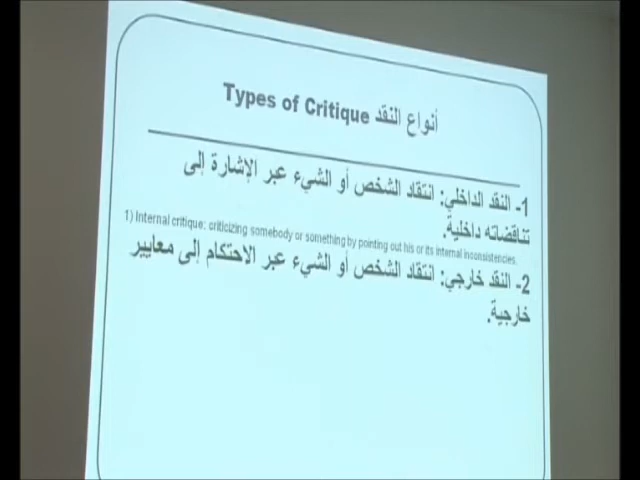 Types of Critique أنواع النقد
1- النقد الداخلي: انتقاد الشخص أو الشيء عبر الإشارة إلى
تناقضاته داخلية.
1) Internal critique: criticizing somebody or something by pointing out his or its internal inconsistencies.
2- النقد خارجي: انتقاد الشخص أو الشيء عبر الاحتكام إلى معايير
خارجية.